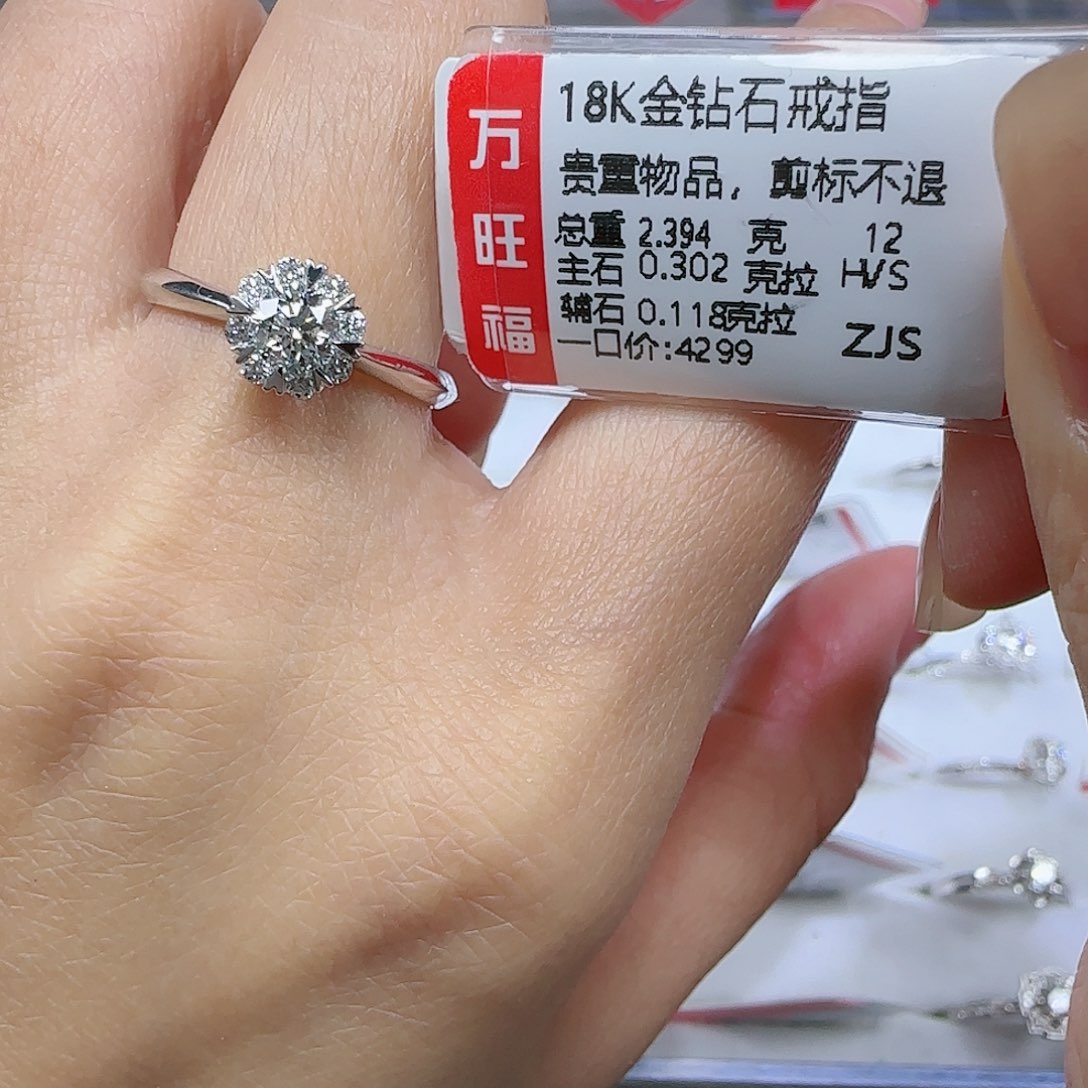 万旺福
18K金钻石戒指
贵重物品，剪标不退
总重 2.394 克 12
主石 0.302 克拉 H/VS
辅石 0.118克拉
一口价:4299 ZJS